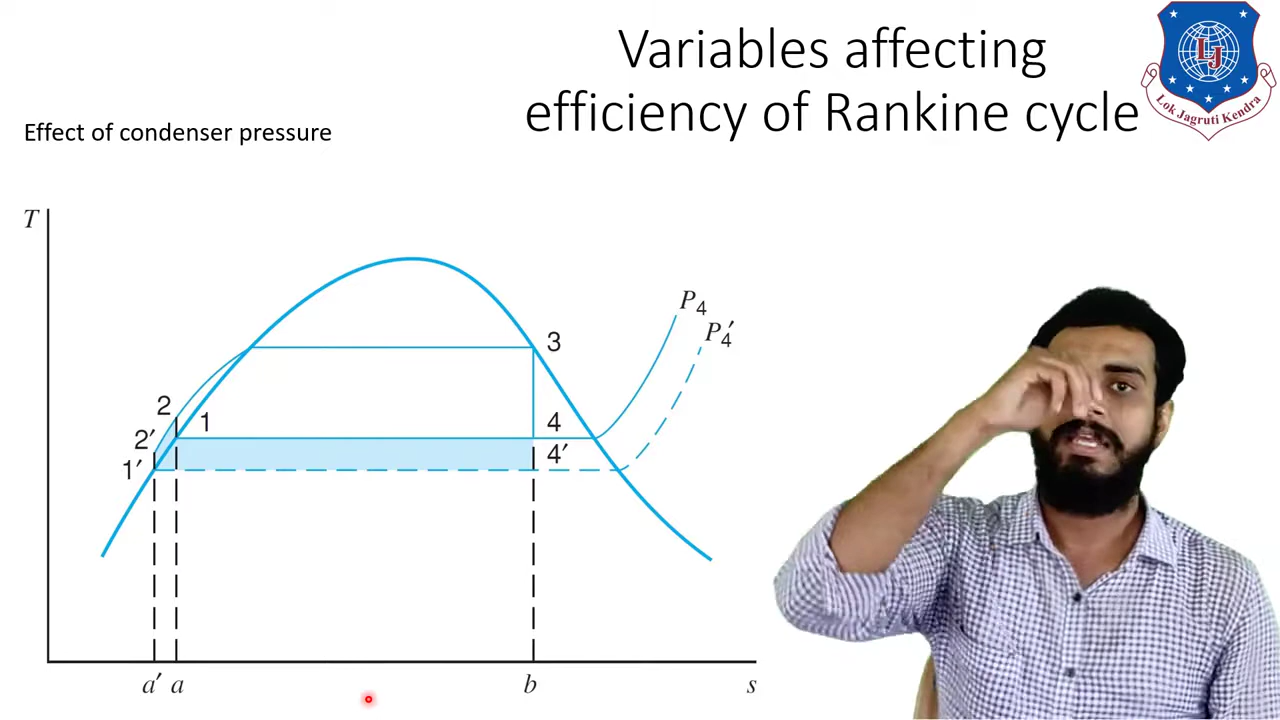 Variables affecting
efficiency of Rankine cycle
LJ
Lok Jagruti Kendra
Effect of condenser pressure
T
P4
P4′
3
2
1
4
2′
4′
1′
a′ a b s